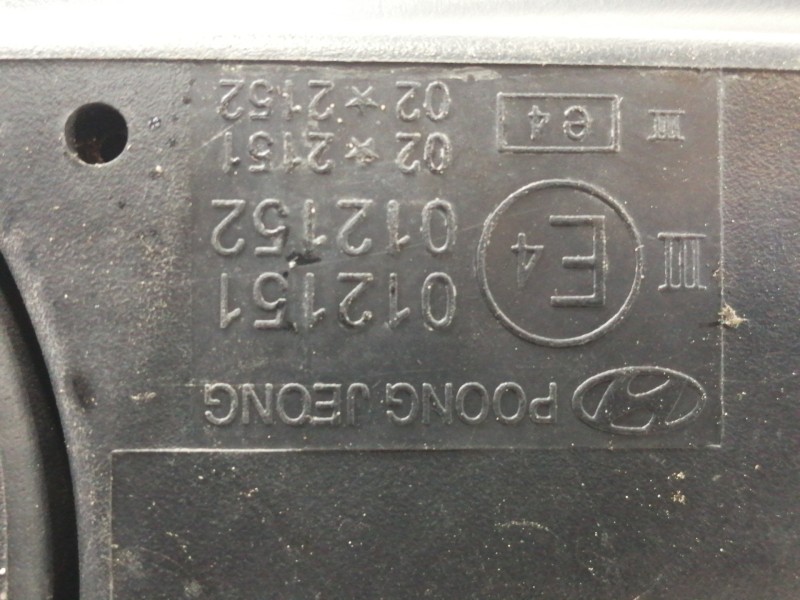 POONG JEONG
III E4 012151
012152
III e4 02*2151
02*2152